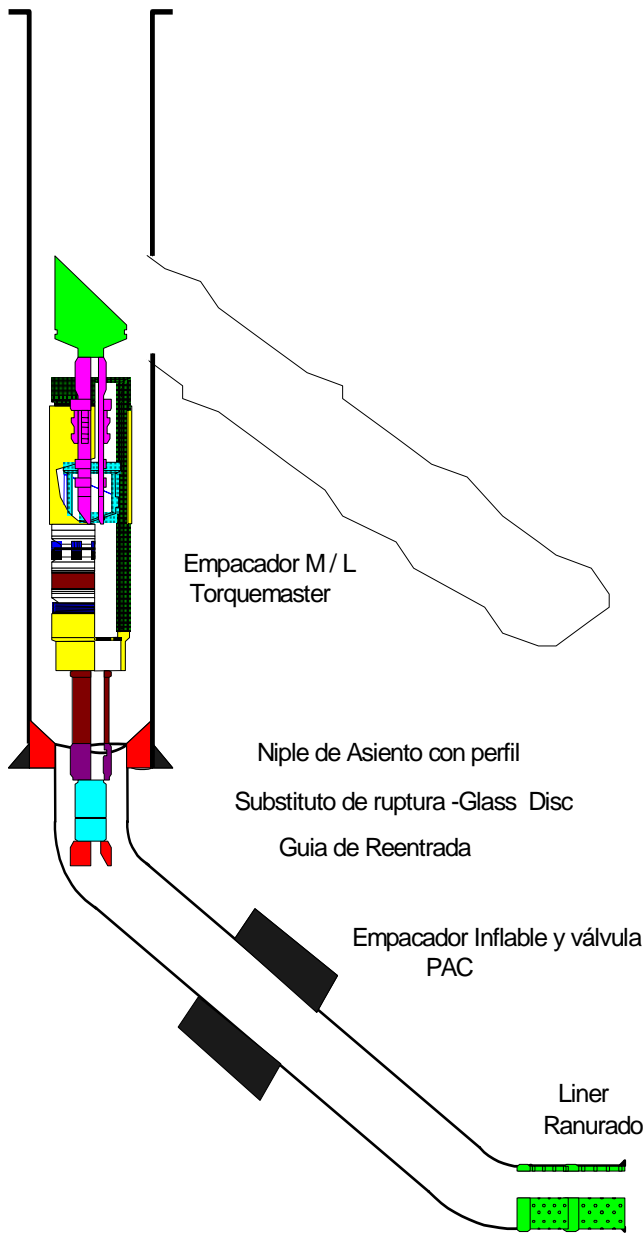 Empacador M / L
Torquemaster
Niple de Asiento con perfil
Substituto de ruptura -Glass Disc
Guia de Reentrada
Empacador Inflable y válvula
PAC
Liner
Ranurado